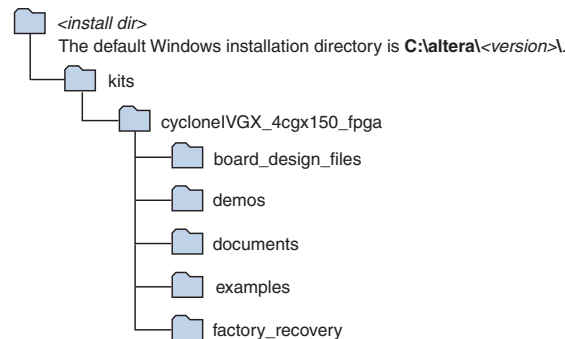 <install dir>
The default Windows installation directory is C:\altera\<version>\.
kits
cycloneIVGX_4cgx150_fpga
board_design_files
demos
documents
examples
factory_recovery